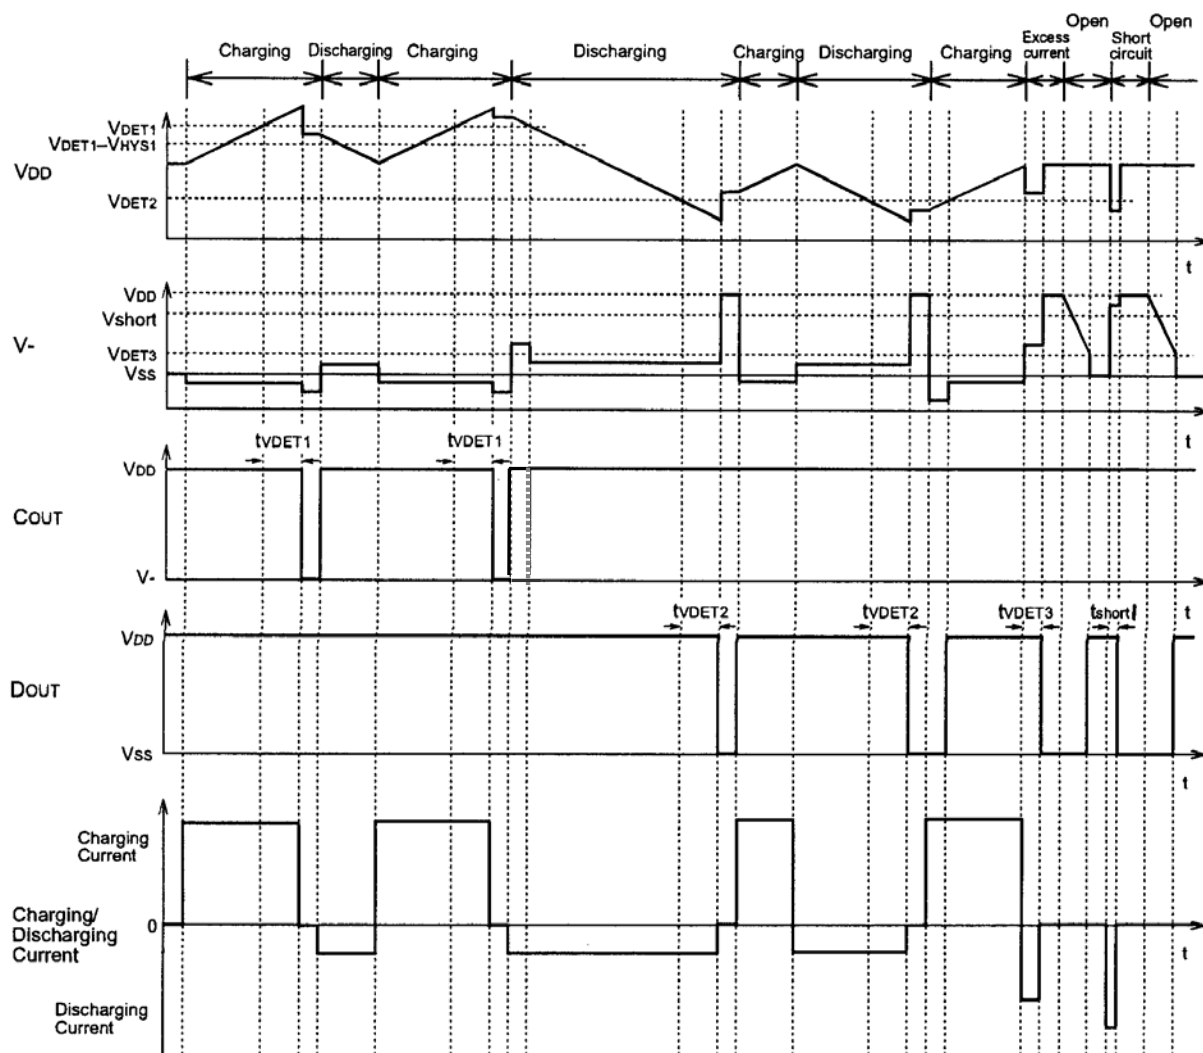 Open Open
Charging Discharging Charging Discharging Charging Discharging Charging Excess current Short circuit
VDET1
VDET1–VHYS1
VDD
VDET2
t
VDD
Vshort
V-
VDET3
VSS
t
tVDET1 tVDET1
VDD
COUT
V-
t
tVDET2 tVDET2 tVDET3 tshort
VDD
DOUT
VSS
t
Charging
Current
0
Charging/
Discharging
Current
t
Discharging
Current